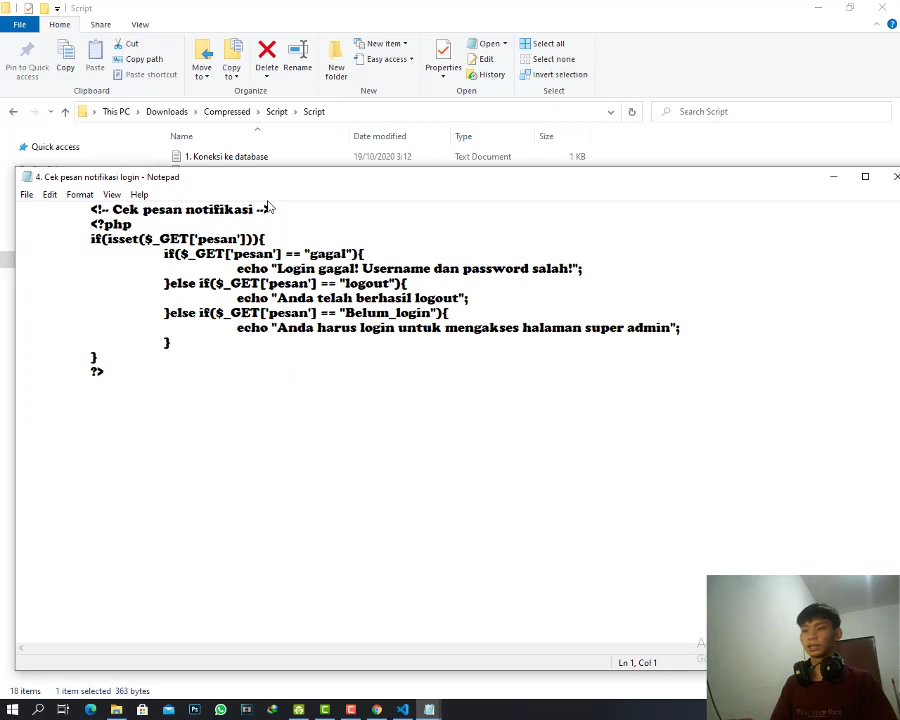 Script
File
Home
Share
View
Pin to Quick access
Copy
Paste
Cut
Copy path
Paste shortcut
Clipboard
Move to
Copy to
Delete
Rename
Organize
New folder
New item
Easy access
New
Properties
Open
Edit
History
Open
Select all
Select none
Invert selection
Select
This PC > Downloads > Compressed > Script > Script
Search Script
Quick access
Name
Date modified
Type
Size
1. Koneksi ke database
19/10/2020 3:12
Text Document
1 KB
4. Cek pesan notifikasi login - Notepad
File Edit Format View Help
<!-- Cek pesan notifikasi -->
<?php
if(isset($_GET['pesan'])){
if($_GET['pesan'] == "gagal"){
echo "Login gagal! Username dan password salah!";
}else if($_GET['pesan'] == "logout"){
echo "Anda telah berhasil logout";
}else if($_GET['pesan'] == "Belum_login"){
echo "Anda harus login untuk mengakses halaman super admin";
}
}
?>
Ln 1, Col 1
18 items
1 item selected 363 bytes